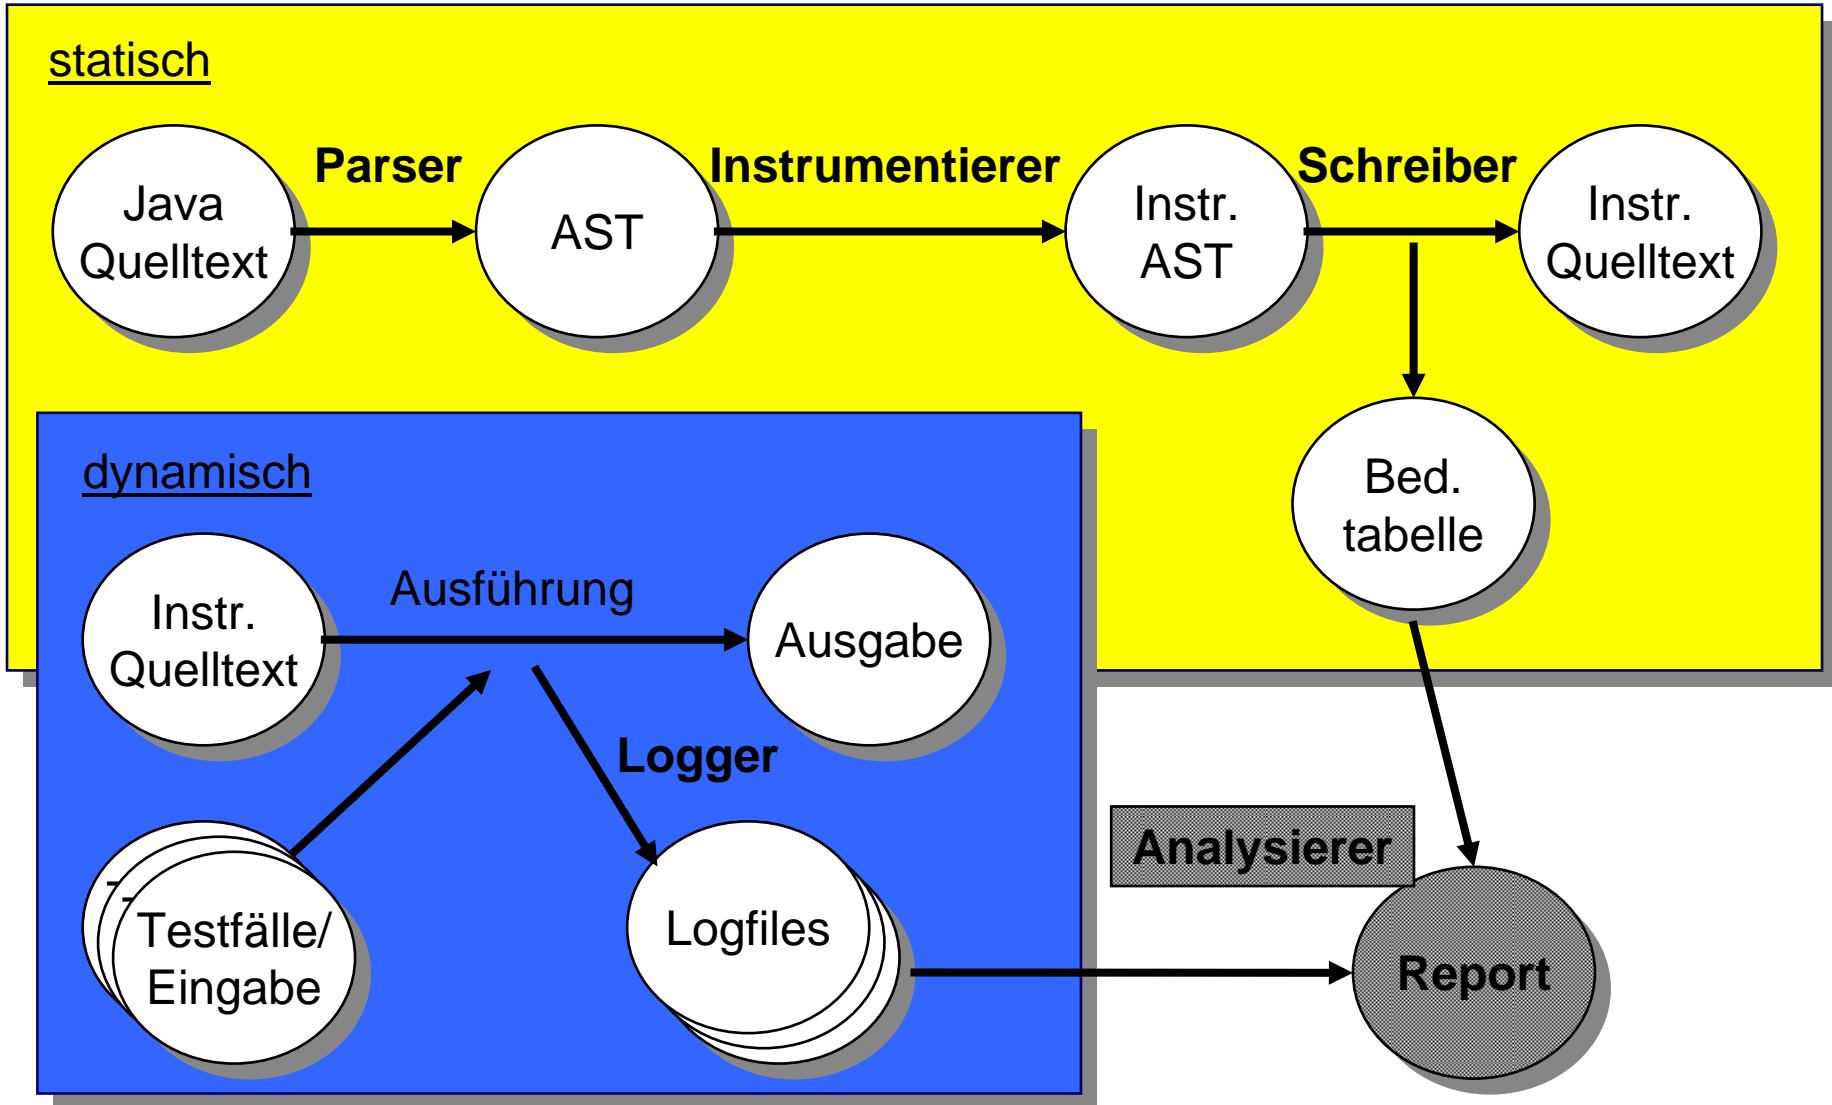 statisch
Parser
Instrumentierer
Schreiber
Java
Quelltext
AST
Instr.
AST
Instr.
Quelltext
dynamisch
Bed.
tabelle
Instr.
Quelltext
Ausführung
Ausgabe
Logger
Analysierer
Testfälle/
Eingabe
Logfiles
Report